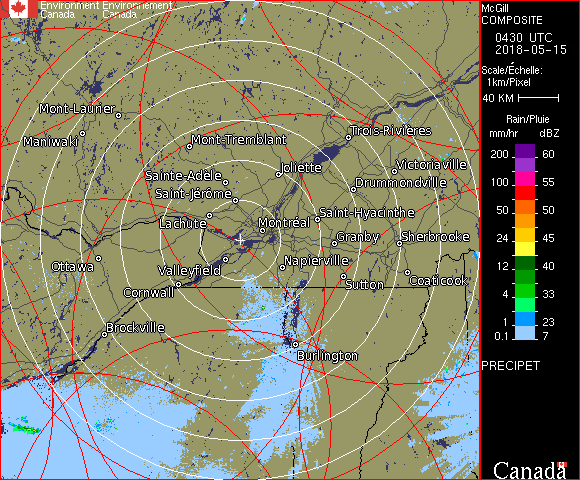 Environment Environnement
Canada Canada
McGill
COMPOSITE
0430 UTC
2018-05-15
Scale/Échelle:
1km/Pixel
40 KM
Rain/Pluie
mm/hr dBZ
200 60
100 55
50 50
24 45
12 40
4 33
1 23
0.1 7
PRECIPET
Canada
Mont-Laurier
Maniwaki
Mont-Tremblant
Trois-Rivières
Joliette
Victoriaville
Sainte-Adèle
Drummondville
Saint-Jérôme
Lachute
Saint-Hyacinthe
Montréal
Granby
Sherbrooke
Ottawa
Valleyfield
Napierville
Cornwall
Sutton
Coaticook
Brockville
Burlington